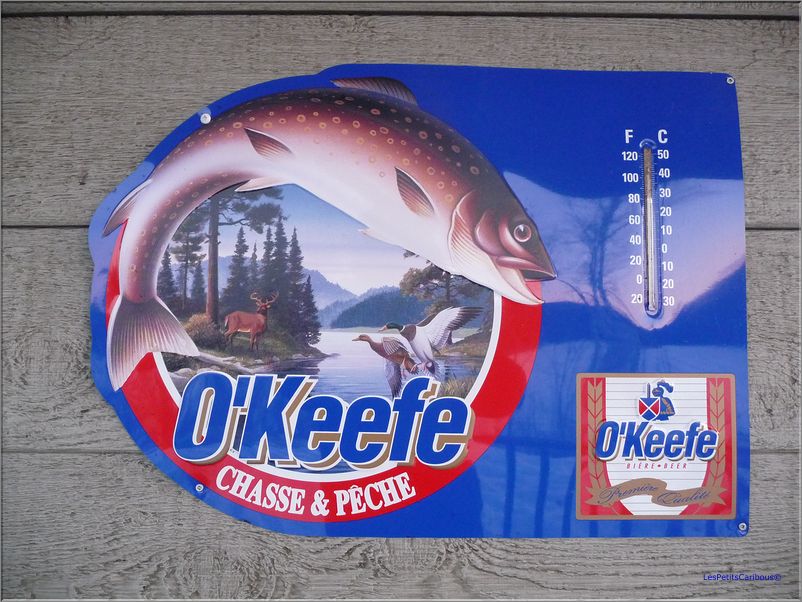 O'Keefe
CHASSE & PÊCHE
F C
120 50
100 40
80 30
60 20
40 10
20 0
0 10
20 20
30
O'Keefe
BIÈRE • BEER
Première Qualité
LesPetitsCaribous©